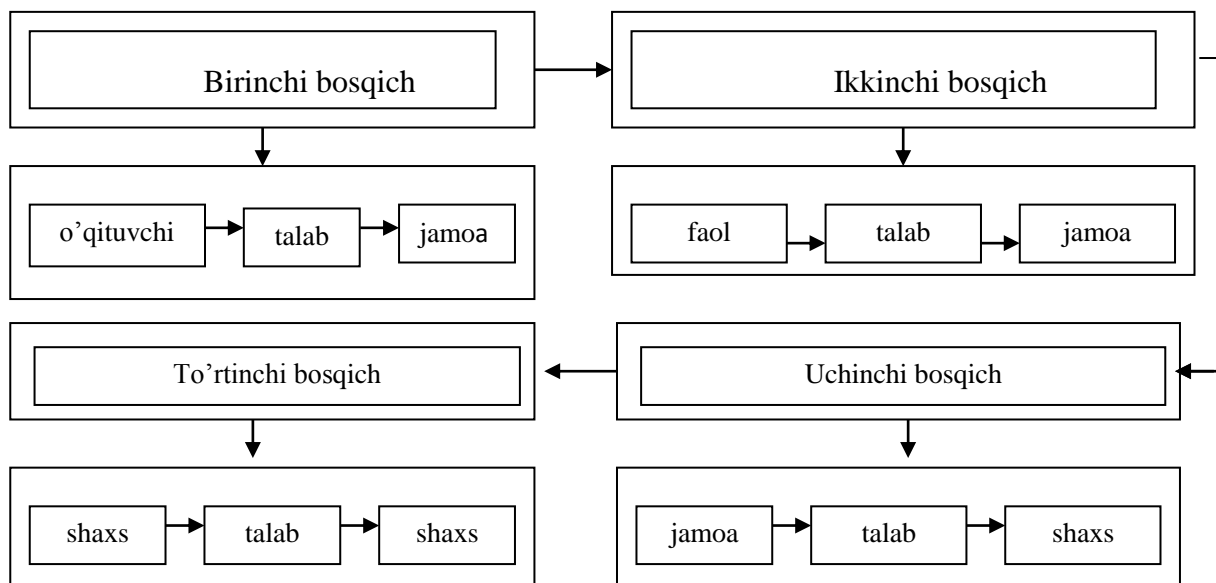 Birinchi bosqich
Ikkinchi bosqich
o’qituvchi talab jamoa
faol talab jamoa
To’rtinchi bosqich
Uchinchi bosqich
shaxs talab shaxs
jamoa talab shaxs